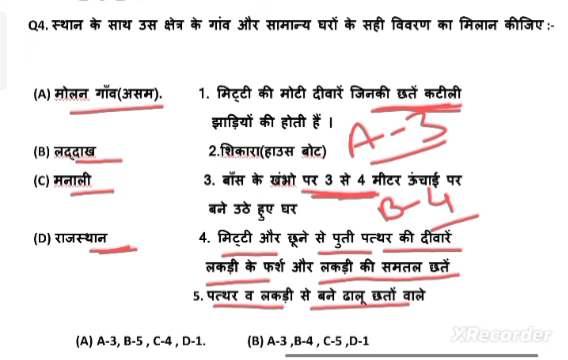 Q4. स्थान के साथ उस क्षेत्र के गांव और सामान्य घरों के सही विवरण का मिलान कीजिए :-
(A) मोलन गाँव(असम). 1. मिट्टी की मोटी दीवारें जिनकी छतें कटीली
झाड़ियों की होती हैं ।
A-3
(B) लद्दाख 2.शिकारा(हाउस बोट)
(C) मनाली 3. बाँस के खंभो पर 3 से 4 मीटर ऊंचाई पर
बने उठे हुए घर
B-4
(D) राजस्थान 4. मिट्टी और छूने से पुती पत्थर की दीवारें
लकड़ी के फर्श और लकड़ी की समतल छतें
5. पत्थर व लकड़ी से बने ढालू छतों वाले
XRecorder
(A) A-3, B-5 , C-4 , D-1. (B) A-3 ,B-4 , C-5 ,D-1